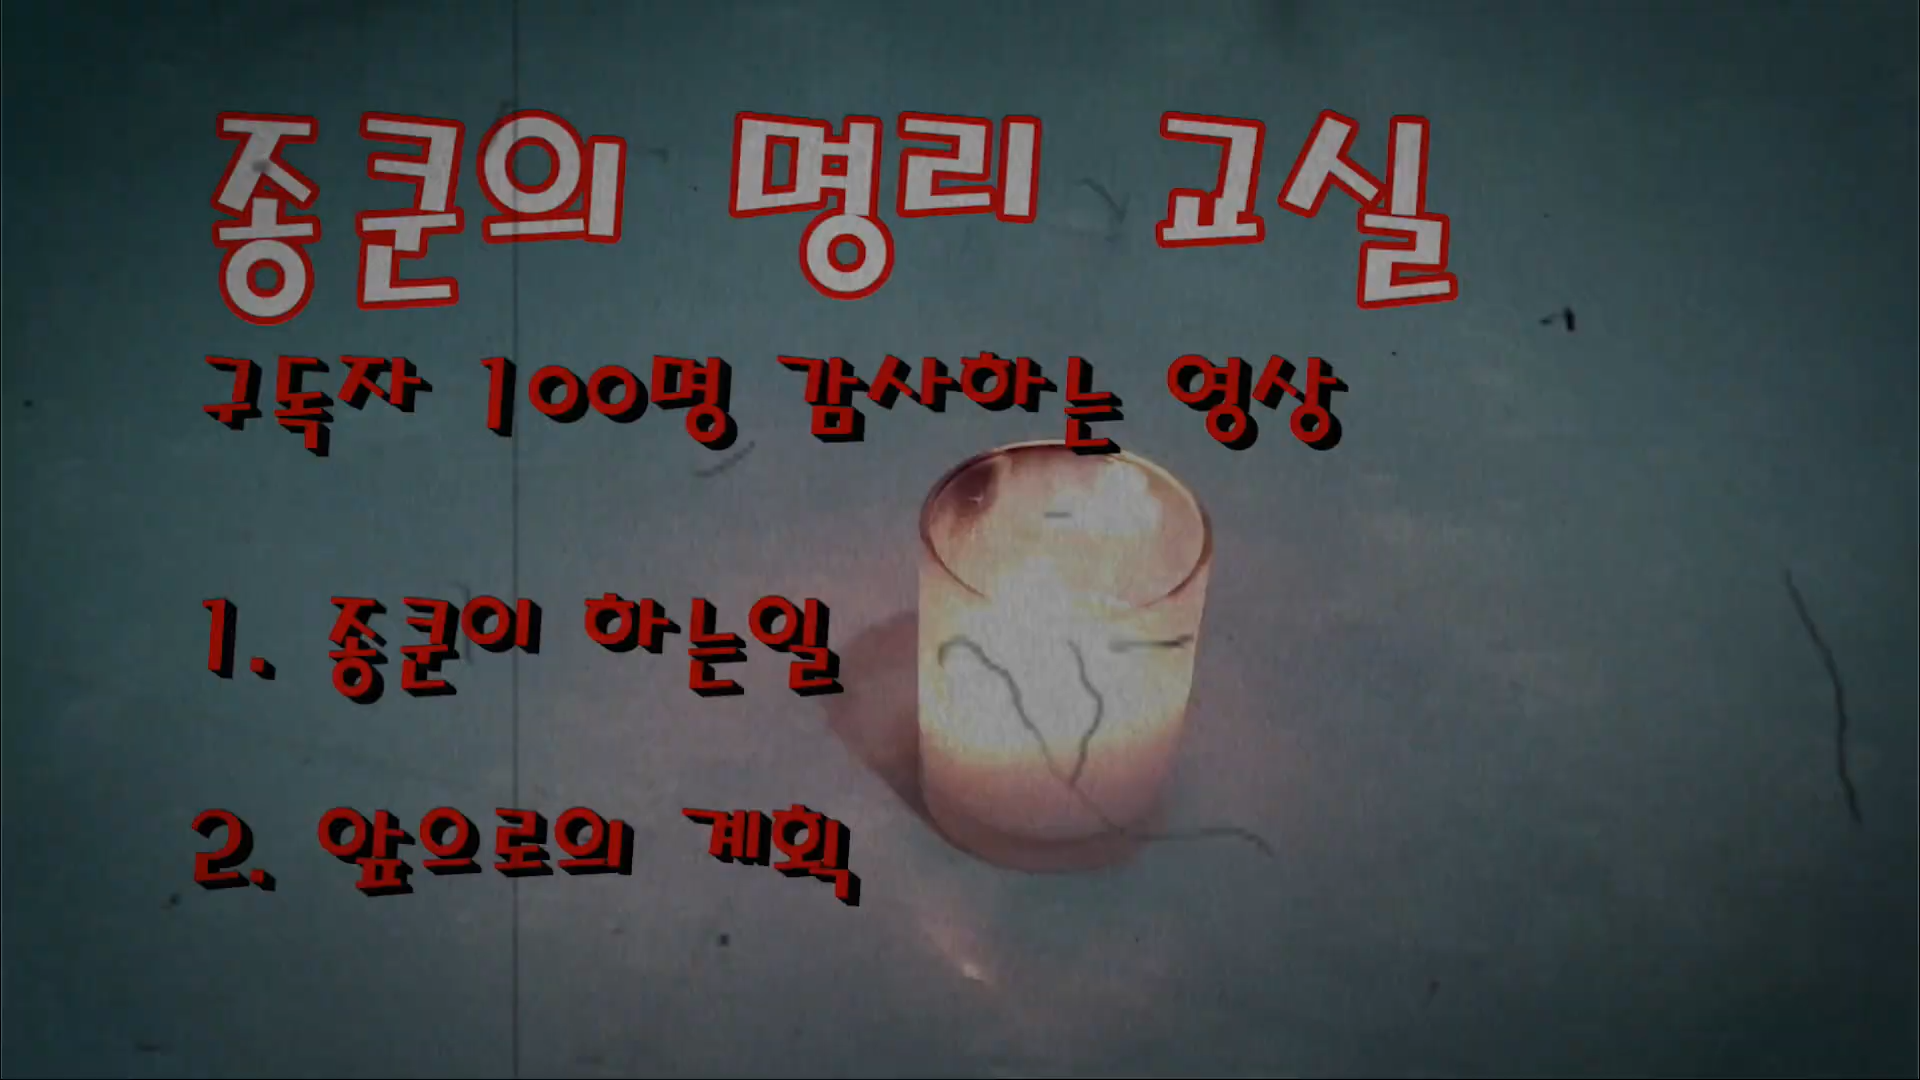 종쿤의 명리 교실
구독자 100명 감사하는 영상
1. 종쿤이 하는일
2. 앞으로의 계획